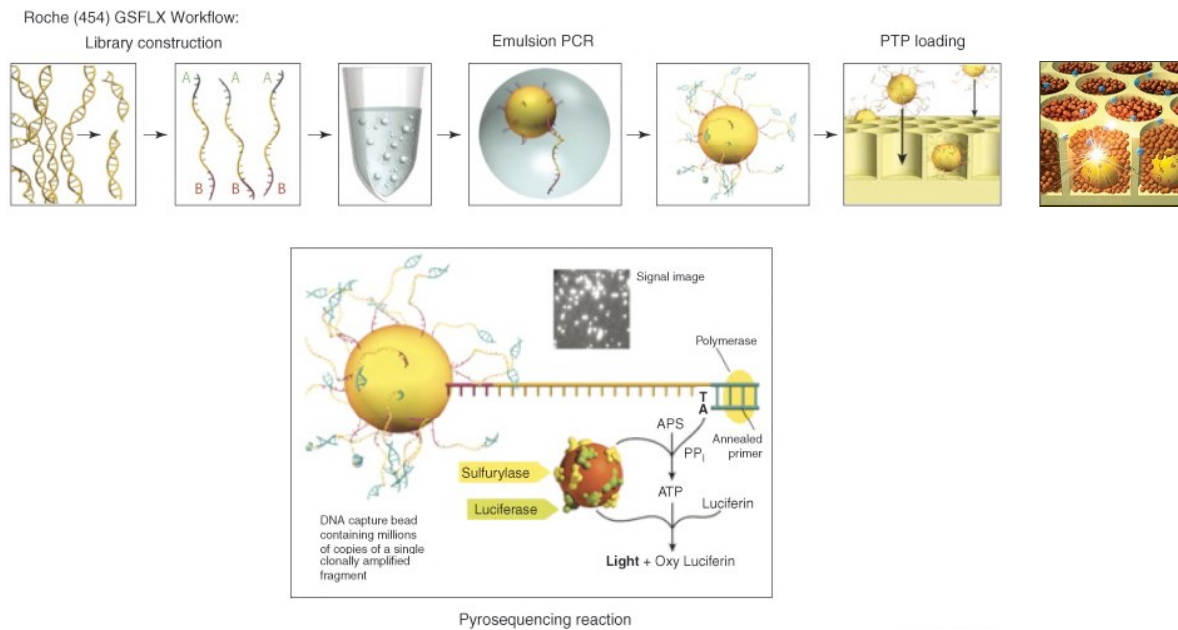 Roche (454) GSFLX Workflow:
Library construction
Emulsion PCR
PTP loading
A A A
B B B
Signal image
Polymerase
T
A
Annealed
primer
APS
PPI
Sulfurylase
ATP
Luciferin
Luciferase
DNA capture bead
containing millions
of copies of a single
clonally amplified
fragment
Light + Oxy Luciferin
Pyrosequencing reaction